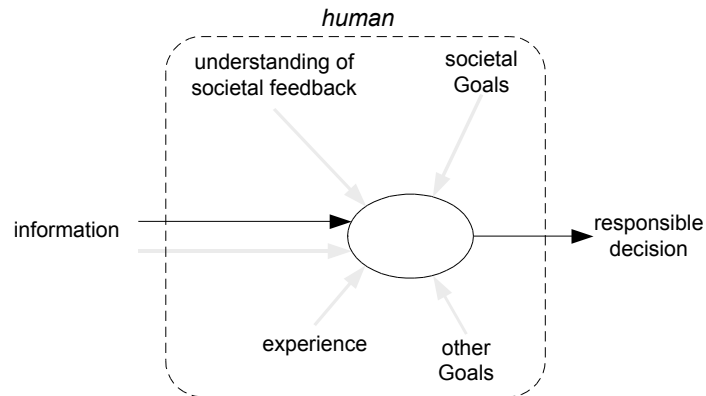 human
understanding of
societal feedback
societal
Goals
information
responsible
decision
experience
other
Goals